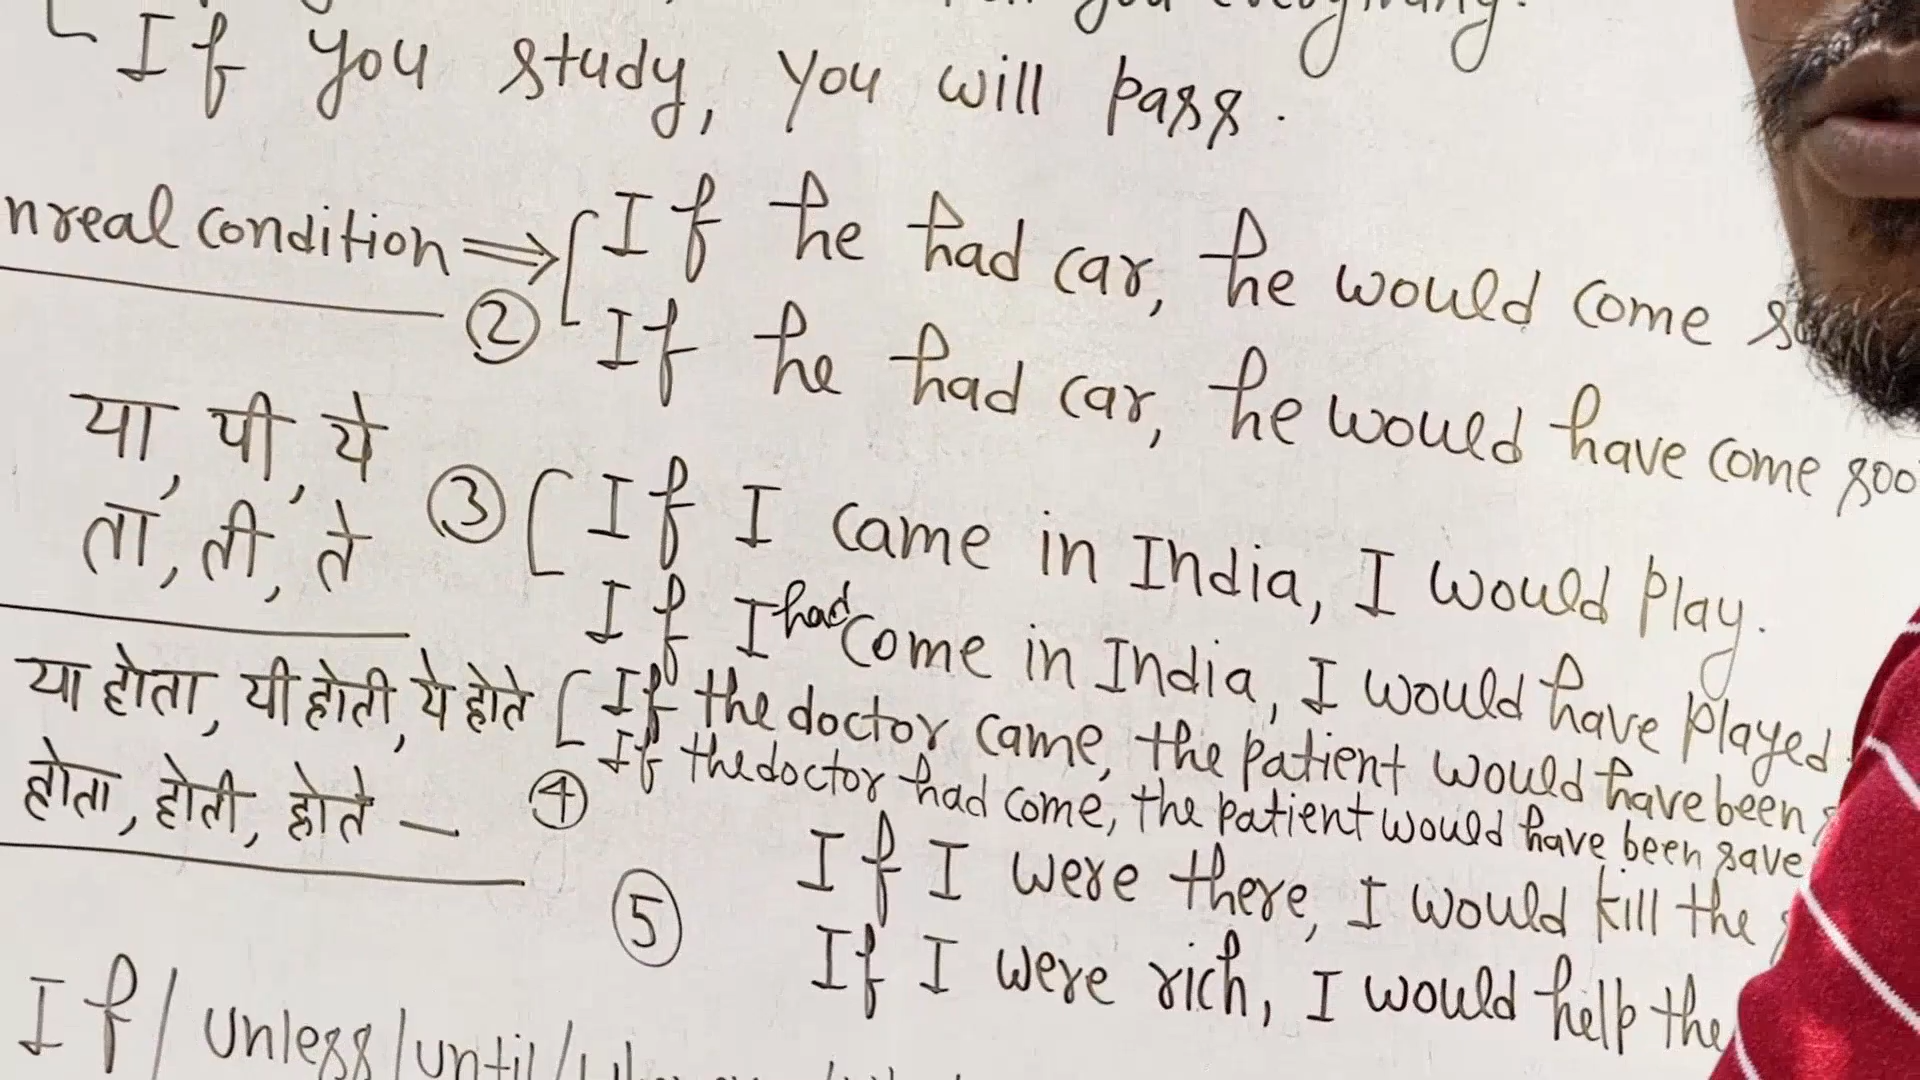 If you study, you will pass.
nreal condition ⇒ If he had car, he would come
② If he had car, he would have come soo
या, यी, ये
ता, ती, ते
③ If I came in India, I would play.
If I had come in India, I would have played
या होता, यी होती, ये होते
होता, होती, होते —
④ If the doctor came, the patient would have been
If the doctor had come, the patient would have been save
⑤ If I were there, I would kill the
If I were rich, I would help the
If / unless / until /